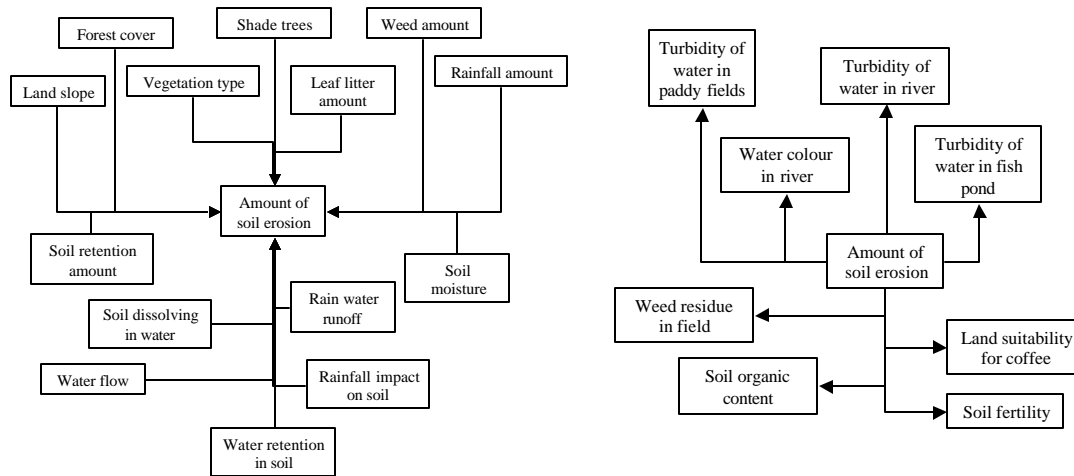 Shade trees
Weed amount
Forest cover
Vegetation type
Leaf litter
amount
Rainfall amount
Land slope
Amount of
soil erosion
Soil retention
amount
Soil
moisture
Rain water
runoff
Soil dissolving
in water
Water flow
Rainfall impact
on soil
Water retention
in soil
Turbidity of
water in
paddy fields
Turbidity of
water in river
Water colour
in river
Turbidity of
water in fish
pond
Amount of
soil erosion
Weed residue
in field
Land suitability
for coffee
Soil organic
content
Soil fertility